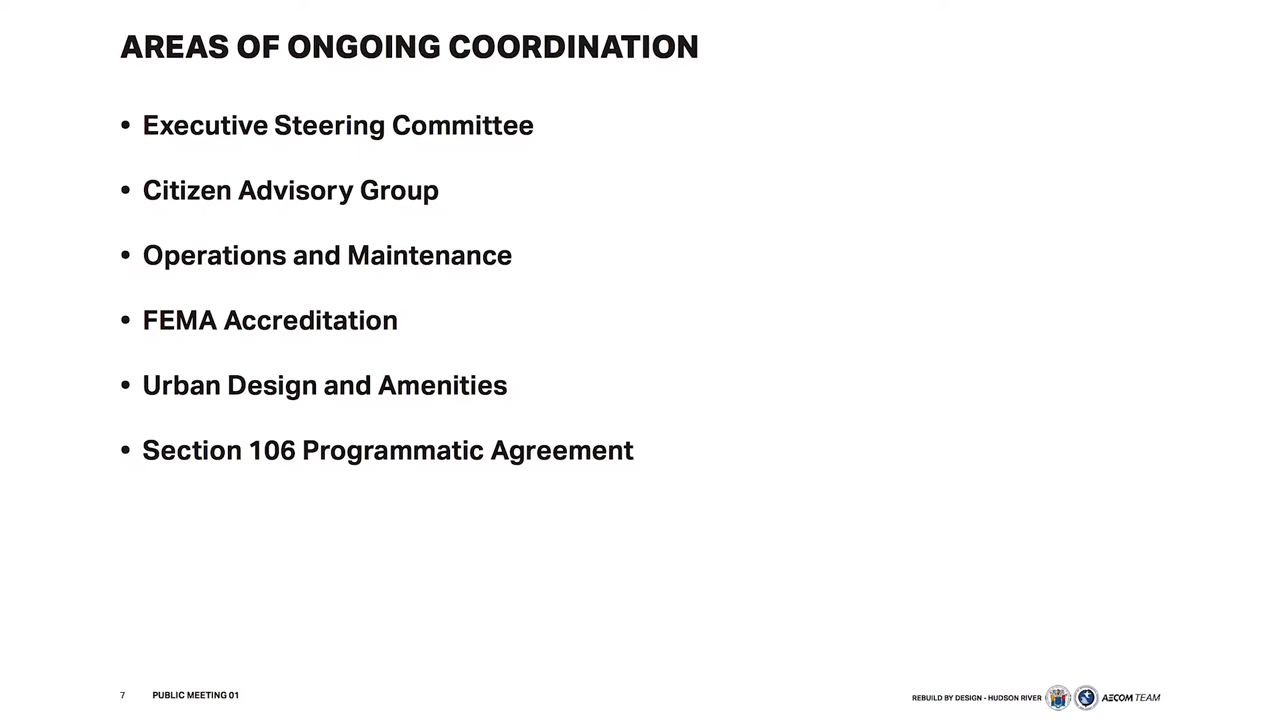 AREAS OF ONGOING COORDINATION
• Executive Steering Committee
• Citizen Advisory Group
• Operations and Maintenance
• FEMA Accreditation
• Urban Design and Amenities
• Section 106 Programmatic Agreement
7 PUBLIC MEETING 01
REBUILD BY DESIGN - HUDSON RIVER AECOM TEAM